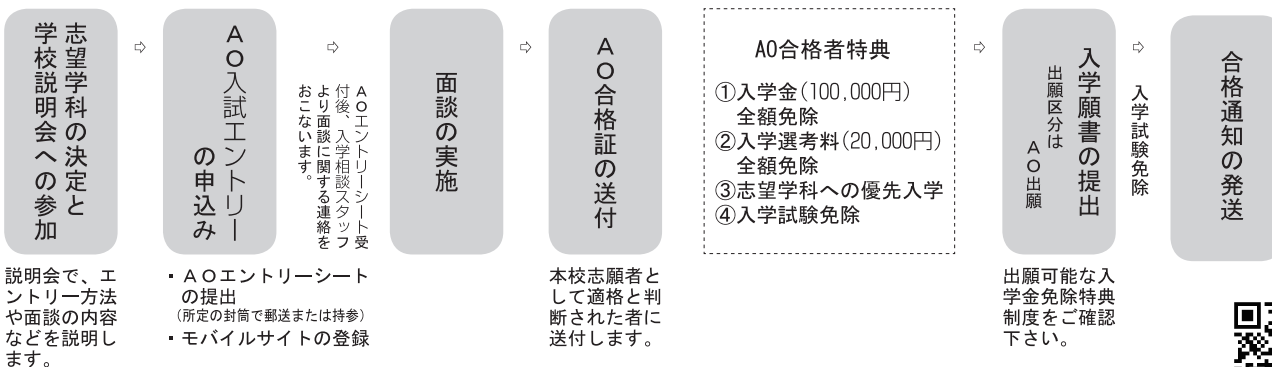 志望学科の決定と
学校説明会への参加
説明会で、エ
ントリー方法
や面談の内容
などを説明し
ます。
⇨
AO入試エントリー
の申込み
・AOエントリーシート
の提出
(所定の封筒で郵送または持参)
・モバイルサイトの登録
⇨
AOエントリーシート受
付後、入学相談スタッフ
より面談に関する連絡を
おこないます。
面談の実施
⇨
AO合格証の送付
本校志願者と
して適格と判
断された者に
送付します。
AO合格者特典
①入学金(100,000円)
全額免除
②入学選考料(20,000円)
全額免除
③志望学科への優先入学
④入学試験免除
⇨
入学願書の提出
出願区分は
AO出願
出願可能な入
学金免除特典
制度をご確認
下さい。
⇨
入学試験免除
合格通知の発送